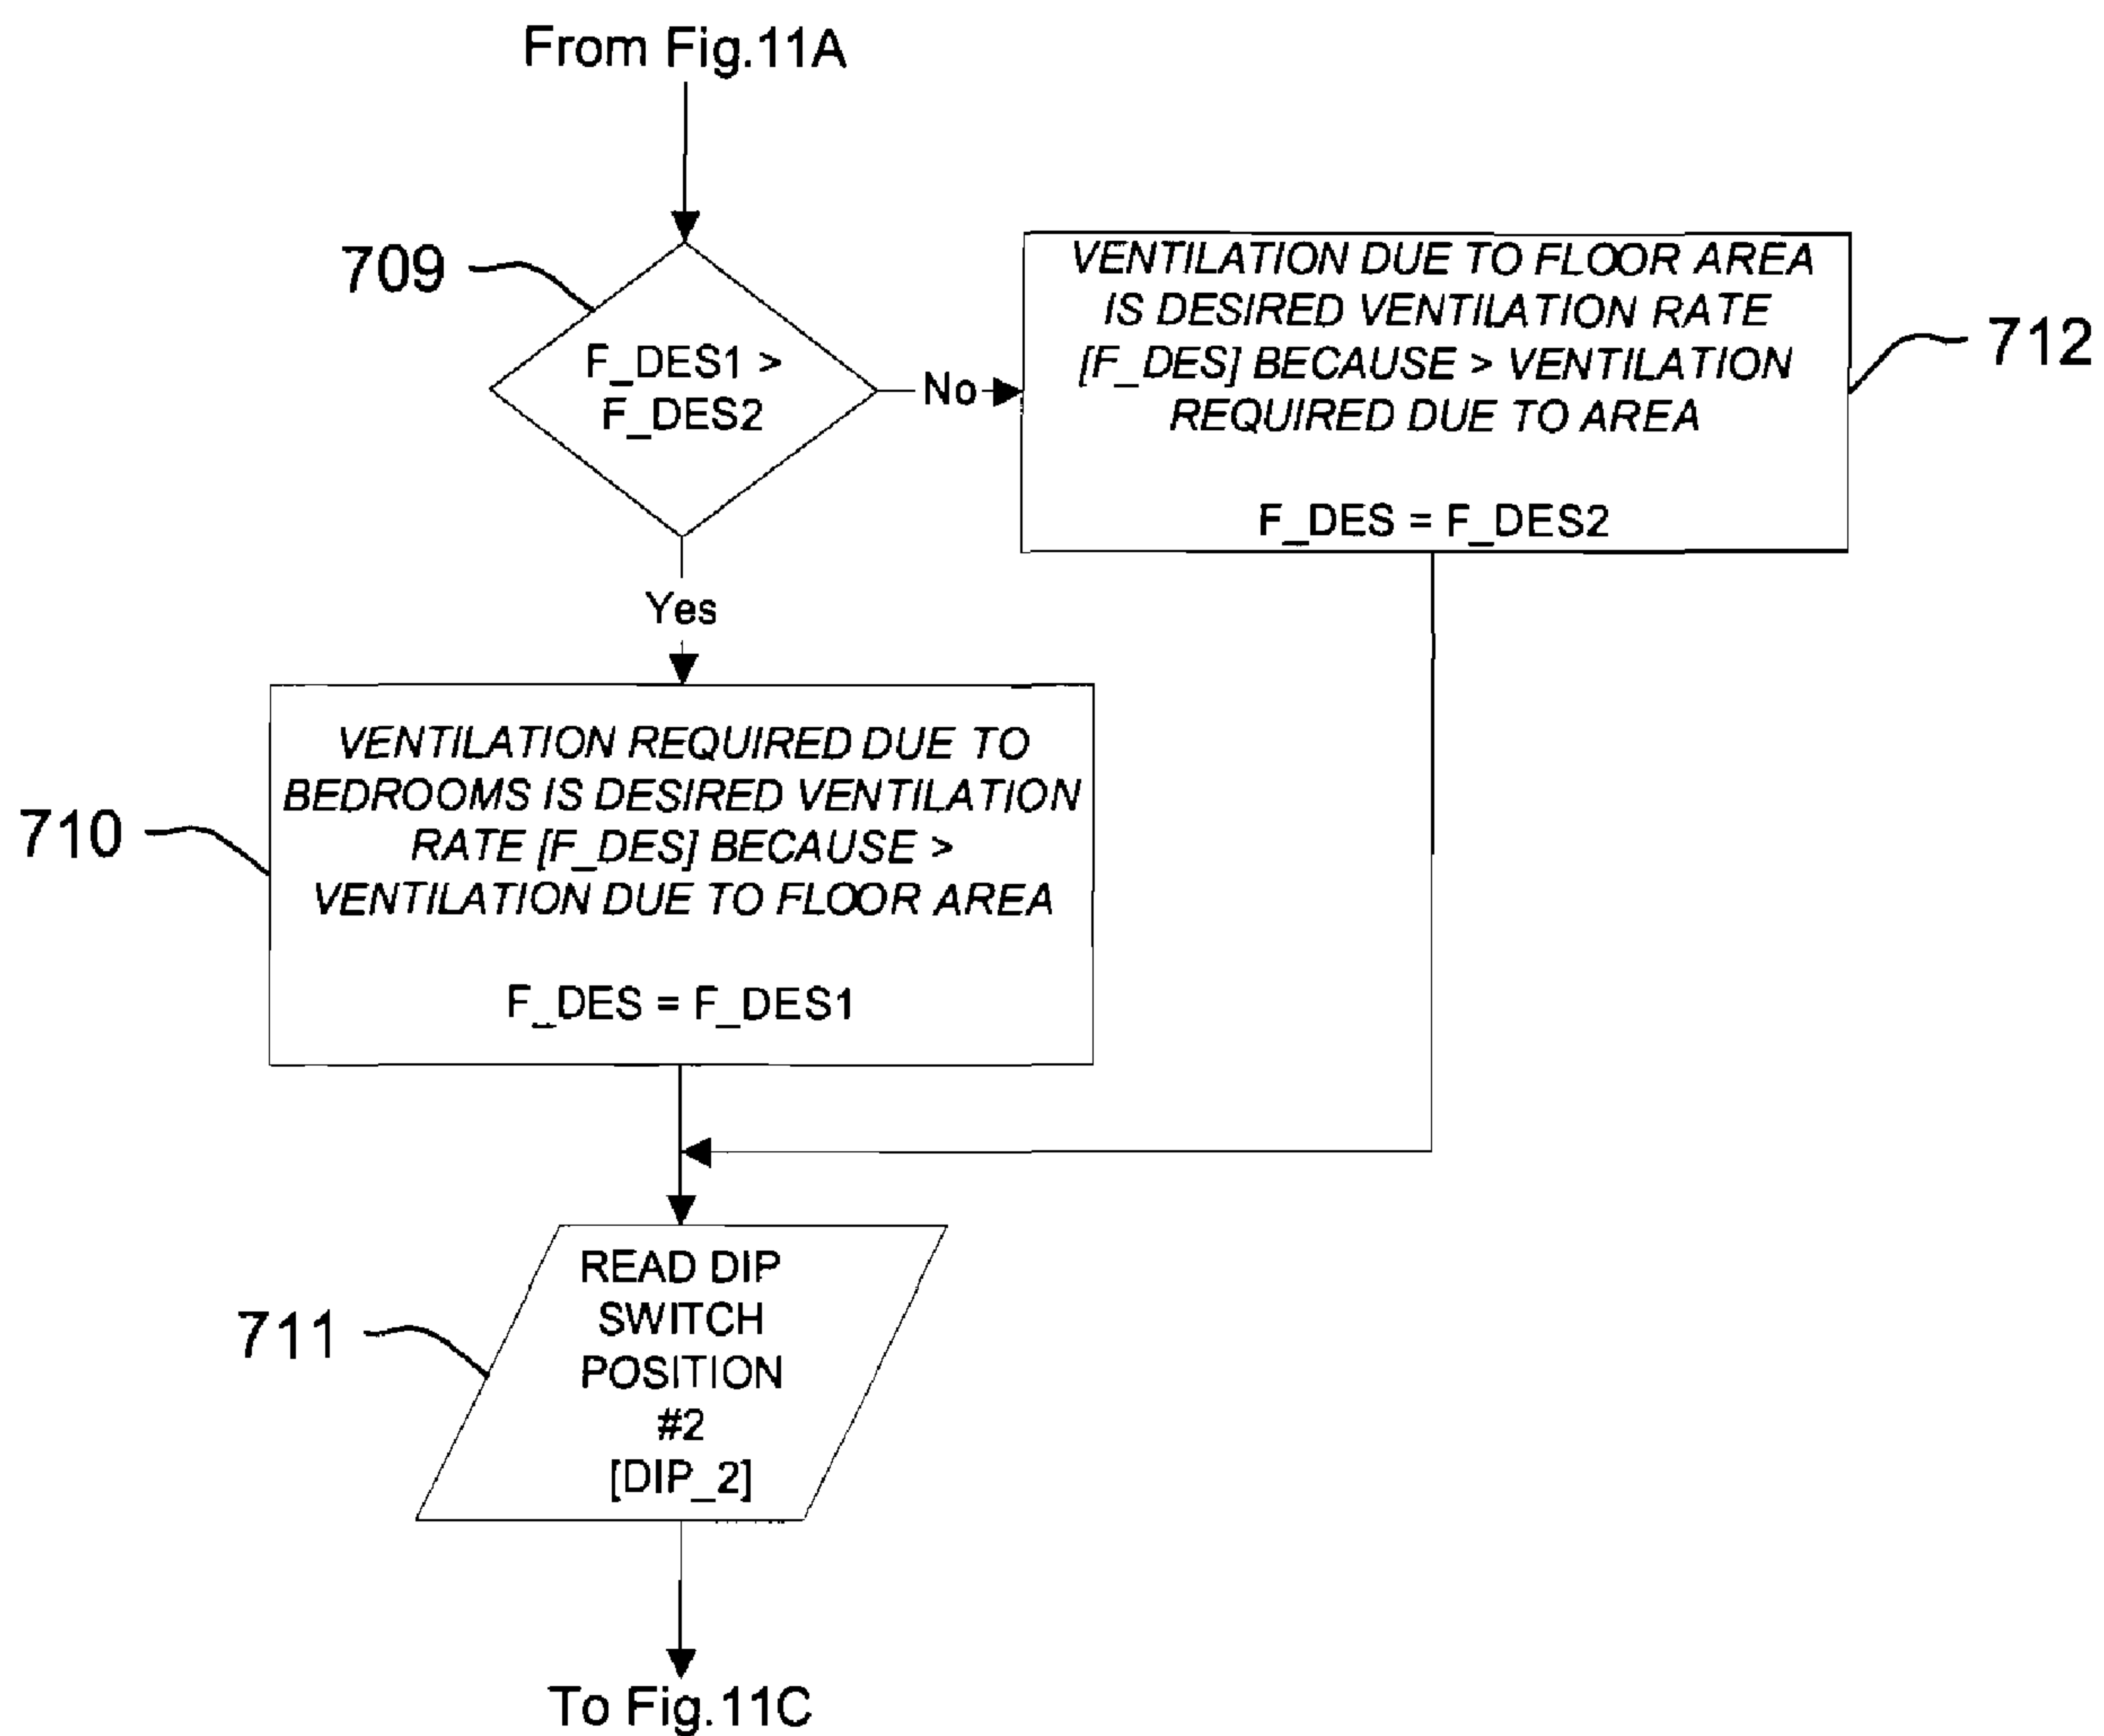 From Fig.11A
709
F_DES1 >
F_DES2
No
VENTILATION DUE TO FLOOR AREA
IS DESIRED VENTILATION RATE
[F_DES] BECAUSE > VENTILATION
REQUIRED DUE TO AREA
F_DES = F_DES2
712
Yes
710
VENTILATION REQUIRED DUE TO
BEDROOMS IS DESIRED VENTILATION
RATE [F_DES] BECAUSE >
VENTILATION DUE TO FLOOR AREA
F_DES = F_DES1
711
READ DIP
SWITCH
POSITION
#2
[DIP_2]
To Fig.11C